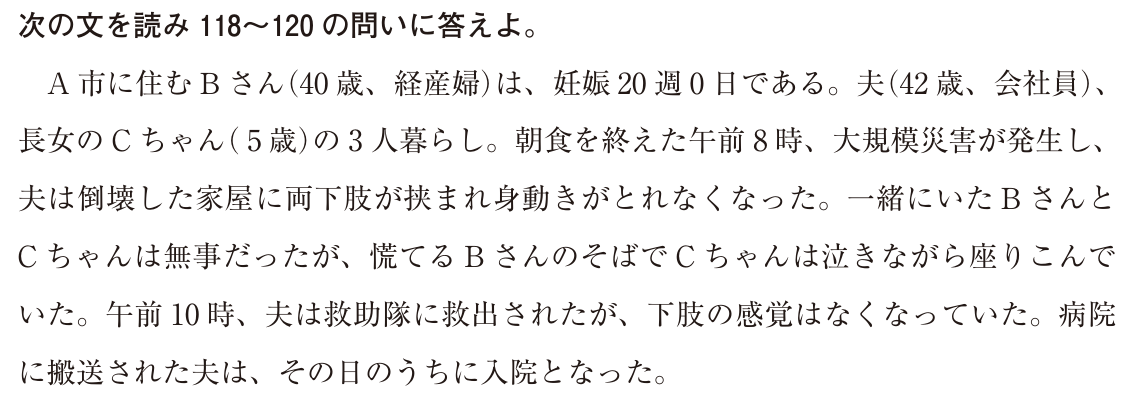 次の文を読み 118〜120 の問いに答えよ。
A 市に住む B さん(40 歳、経産婦)は、妊娠 20 週 0 日である。夫(42 歳、会社員)、
長女の C ちゃん(5 歳)の 3 人暮らし。朝食を終えた午前 8 時、大規模災害が発生し、
夫は倒壊した家屋に両下肢が挟まれ身動きがとれなくなった。一緒にいた B さんと
C ちゃんは無事だったが、慌てる B さんのそばで C ちゃんは泣きながら座りこんで
いた。午前 10 時、夫は救助隊に救出されたが、下肢の感覚はなくなっていた。病院
に搬送された夫は、その日のうちに入院となった。